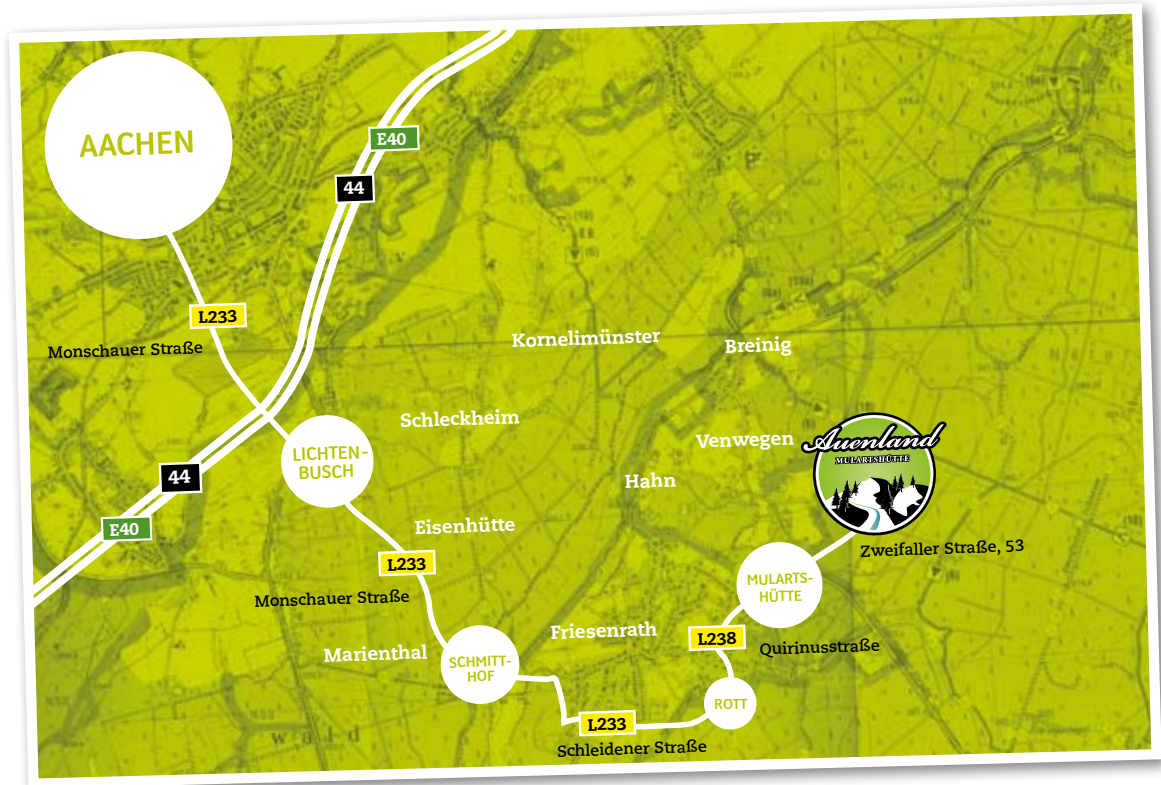 AACHEN
E40
44
L233
Monschauer Straße
Kornelimünster
Breinig
Schleckheim
Venwegen
Auenland
MULARTSHÜTTE
LICHTEN-
BUSCH
44
Hahn
E40
Eisenhütte
Zweifaller Straße, 53
L233
Monschauer Straße
MULARTS-
HÜTTE
Friesenrath
L238
Quirinusstraße
Marienthal
SCHMITT-
HOF
ROTT
L233
Schleidener Straße
wald